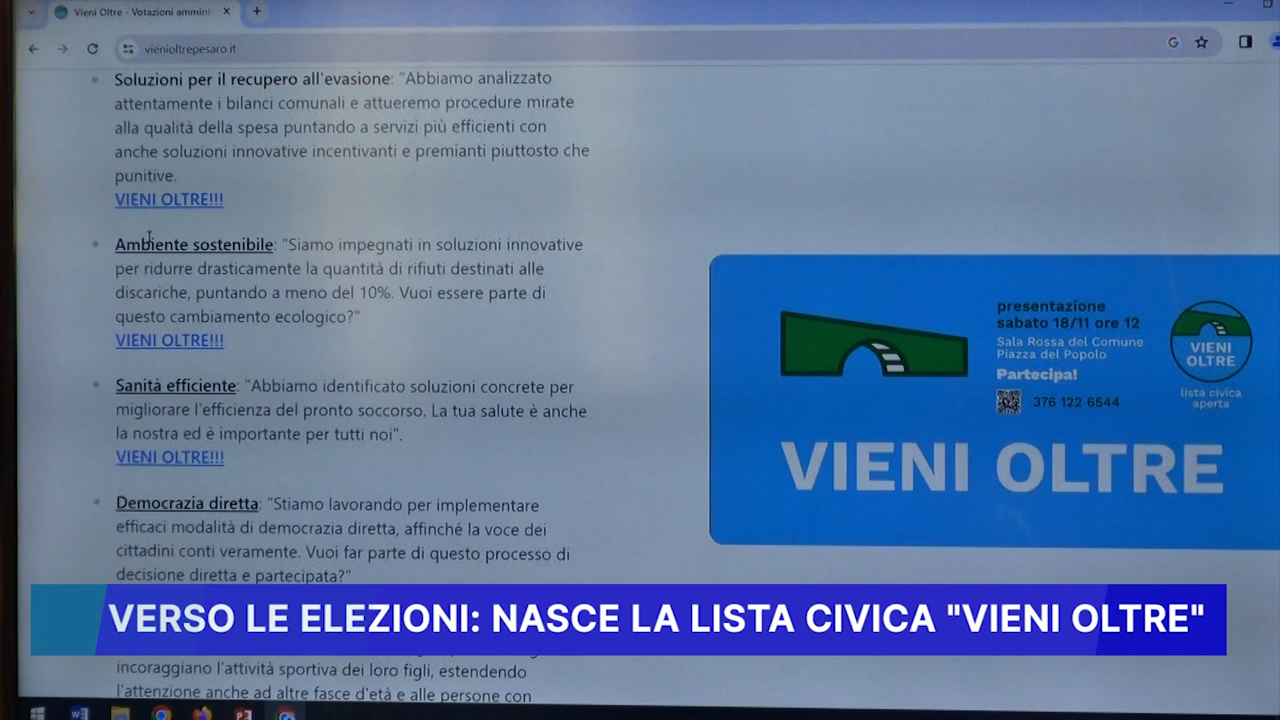 Vieni Oltre - Votazioni ammini
vienioltrepesaro.it
Soluzioni per il recupero all'evasione: "Abbiamo analizzato
attentamente i bilanci comunali e attueremo procedure mirate
alla qualità della spesa puntando a servizi più efficienti con
anche soluzioni innovative incentivanti e premianti piuttosto che
punitive.
VIENI OLTRE!!!
Ambiente sostenibile: "Siamo impegnati in soluzioni innovative
per ridurre drasticamente la quantità di rifiuti destinati alle
discariche, puntando a meno del 10%. Vuoi essere parte di
questo cambiamento ecologico?"
VIENI OLTRE!!!
Sanità efficiente: "Abbiamo identificato soluzioni concrete per
migliorare l'efficienza del pronto soccorso. La tua salute è anche
la nostra ed è importante per tutti noi".
VIENI OLTRE!!!
Democrazia diretta: "Stiamo lavorando per implementare
efficaci modalità di democrazia diretta, affinché la voce dei
cittadini conti veramente. Vuoi far parte di questo processo di
decisione diretta e partecipata?"
incoraggiano l'attività sportiva dei loro figli, estendendo
l'attenzione anche ad altre fasce d'età e alle persone con
presentazione
sabato 18/11 ore 12
Sala Rossa del Comune
Piazza del Popolo
Partecipa!
376 122 6544
VIENI
OLTRE
lista civica
aperta
VIENI OLTRE
VERSO LE ELEZIONI: NASCE LA LISTA CIVICA "VIENI OLTRE"